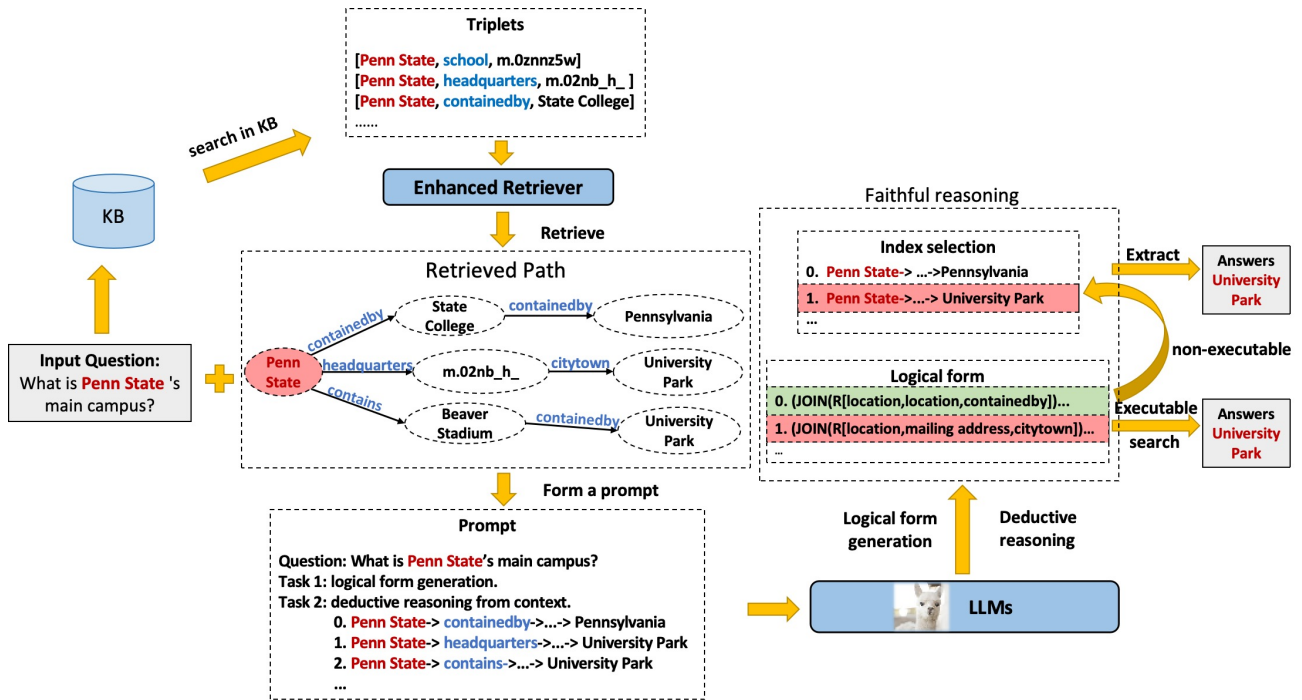 Triplets
[Penn State, school, m.0znnz5w]
[Penn State, headquarters, m.02nb_h_ ]
[Penn State, containedby, State College]
......
search in KB
KB
Enhanced Retriever
Retrieve
Input Question:
What is Penn State 's
main campus?
Retrieved Path
Penn
State
containedby
State
College
containedby
Pennsylvania
headquarters
m.02nb_h_
citytown
University
Park
contains
Beaver
Stadium
containedby
University
Park
Form a prompt
Prompt
Question: What is Penn State's main campus?
Task 1: logical form generation.
Task 2: deductive reasoning from context.
0. Penn State-> containedby->...-> Pennsylvania
1. Penn State-> headquarters->...-> University Park
2. Penn State-> contains->...-> University Park
...
LLMs
Logical form
generation
Deductive
reasoning
Faithful reasoning
Index selection
0. Penn State-> ...->Pennsylvania
1. Penn State->...-> University Park
...
Logical form
0. (JOIN(R[location,location,containedby])...
1. (JOIN(R[location,mailing address,citytown])...
...
Extract
Answers
University
Park
non-executable
Executable
search
Answers
University
Park